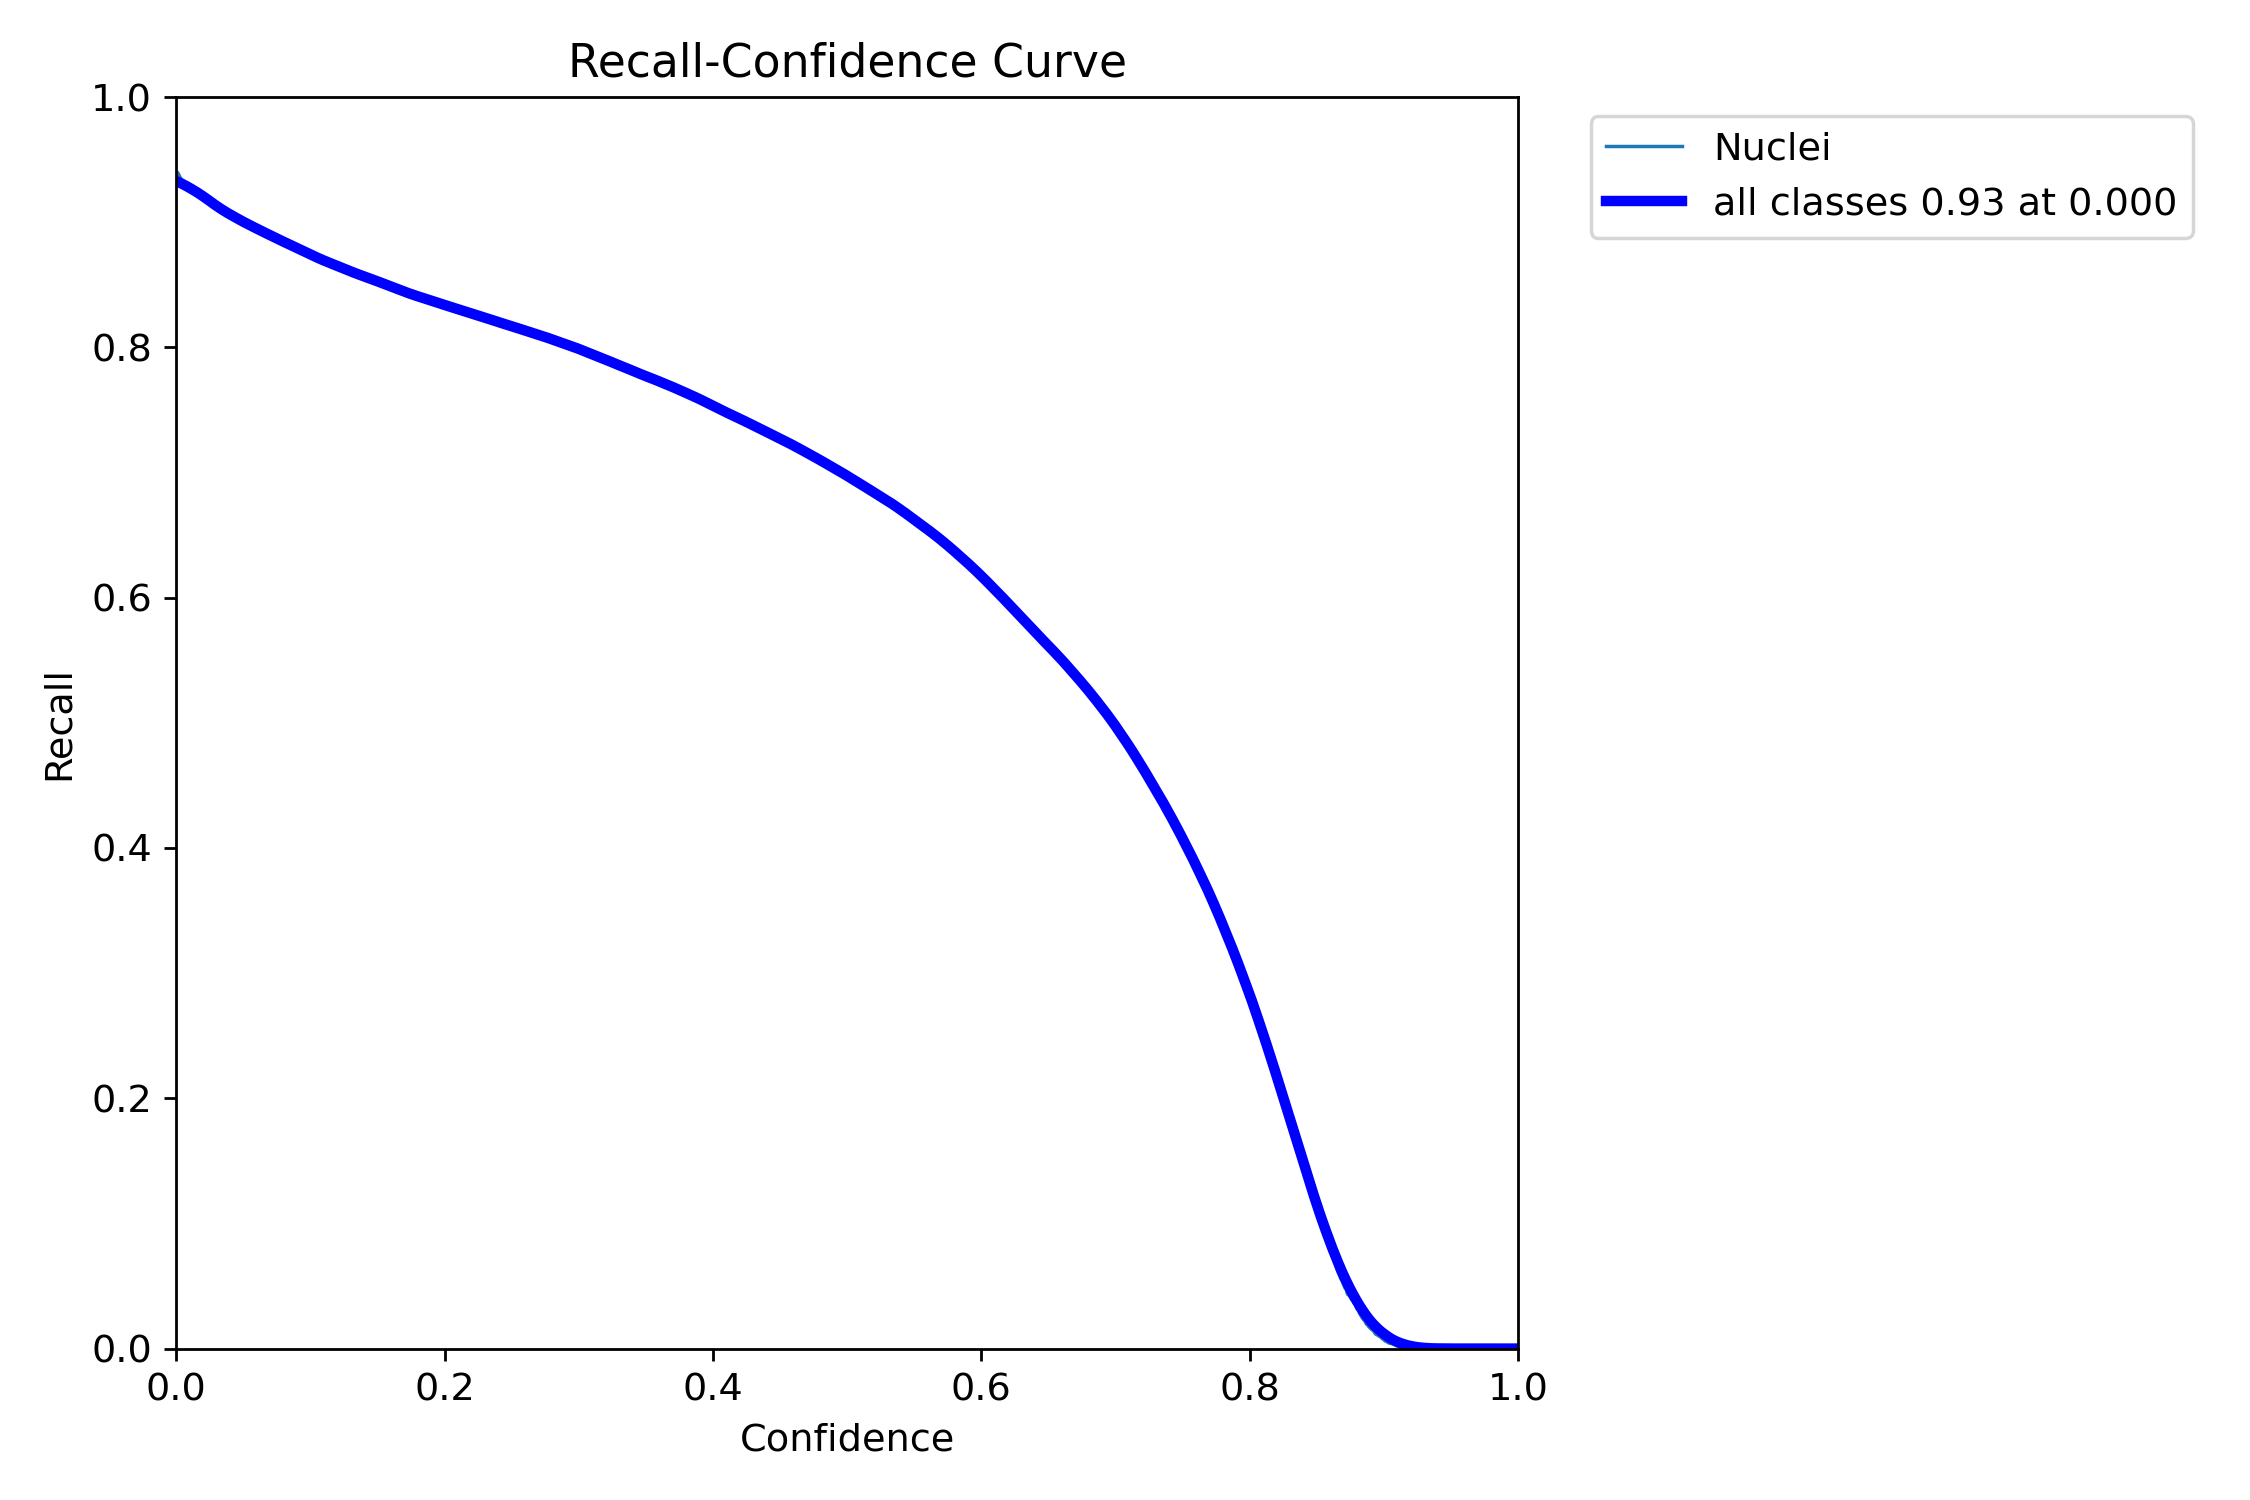 Recall-Confidence Curve
1.0
0.8
0.6
0.4
0.2
0.0
Recall
0.0 0.2 0.4 0.6 0.8 1.0
Confidence
Nuclei
all classes 0.93 at 0.000